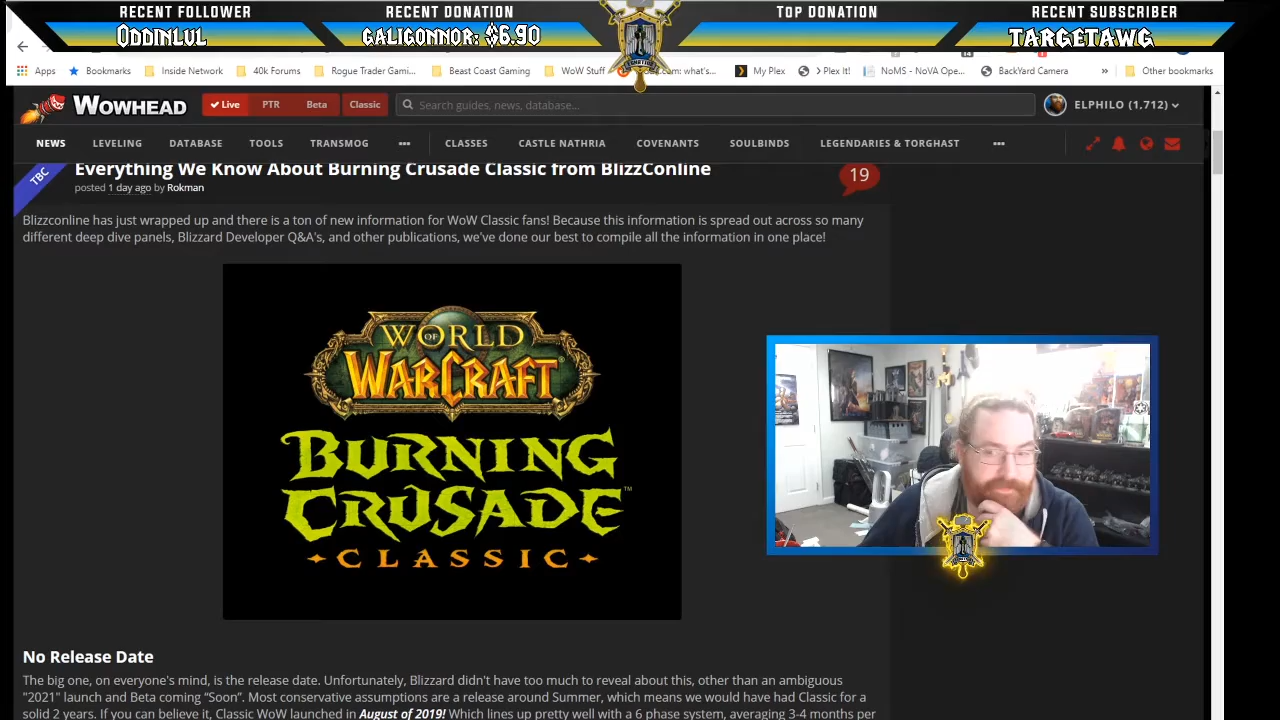 RECENT FOLLOWER
RECENT DONATION
TOP DONATION
RECENT SUBSCRIBER
ODDINLUL
GALIGONNOR: $6.90
TARGETAWG
Apps
Bookmarks
Inside Network
40k Forums
Rogue Trader Gami...
Beast Coast Gaming
WoW Stuff
.com: what's...
My Plex
Plex It!
NoMS - NoVA Ope...
BackYard Camera
»
Other bookmarks
WOWHEAD
Live
PTR
Beta
Classic
Search guides, news, database...
ELPHILO (1,712)
NEWS
LEVELING
DATABASE
TOOLS
TRANSMOG
CLASSES
CASTLE NATHRIA
COVENANTS
SOULBINDS
LEGENDARIES & TORGHAST
TBC
Everything We Know About Burning Crusade Classic from BlizzConline
19
posted 1 day ago by Rokman
Blizzconline has just wrapped up and there is a ton of new information for WoW Classic fans! Because this information is spread out across so many
different deep dive panels, Blizzard Developer Q&A's, and other publications, we've done our best to compile all the information in one place!
WORLD
OF
WARCRAFT
BURNING
CRUSADE™
CLASSIC
No Release Date
The big one, on everyone's mind, is the release date. Unfortunately, Blizzard didn't have too much to reveal about this, other than an ambiguous
"2021" launch and Beta coming “Soon”. Most conservative assumptions are a release around Summer, which means we would have had Classic for a
solid 2 years. If you can believe it, Classic WoW launched in August of 2019! Which lines up pretty well with a 6 phase system, averaging 3-4 months per